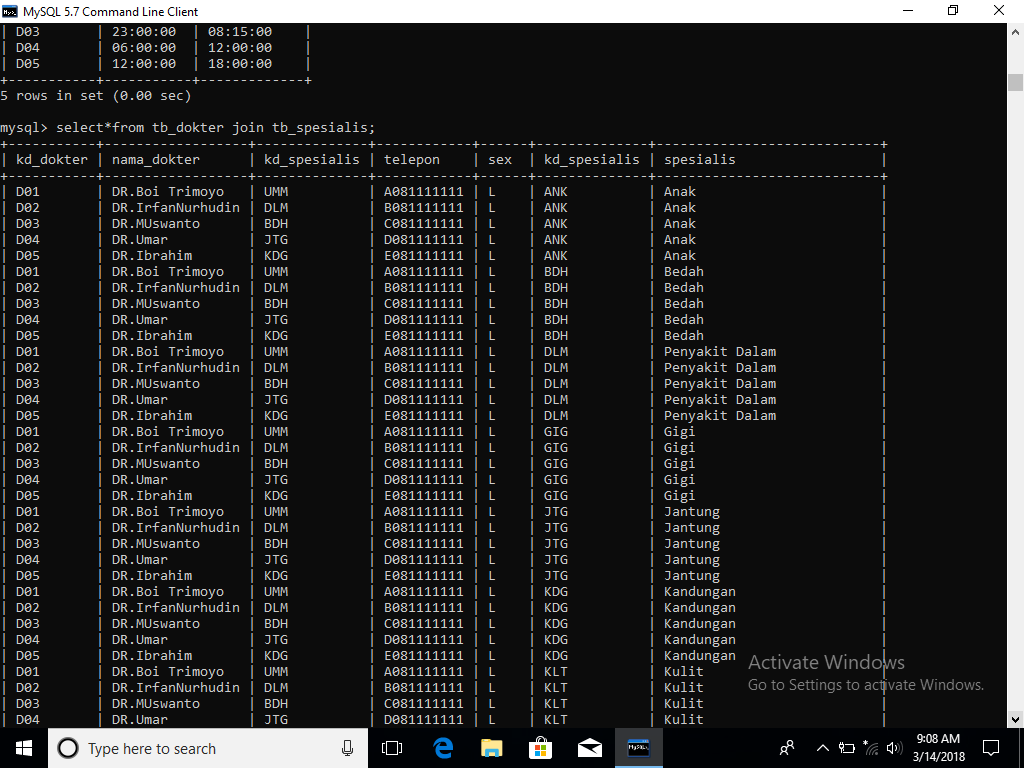 MySQL 5.7 Command Line Client
| D03       | 23:00:00  | 08:15:00    |
| D04       | 06:00:00  | 12:00:00    |
| D05       | 12:00:00  | 18:00:00    |
+-----------+-----------+-------------+
5 rows in set (0.00 sec)
mysql> select*from tb_dokter join tb_spesialis;
+-----------+-----------------+--------------+------------+------+--------------+----------------------------+
| kd_dokter | nama_dokter      | kd_spesialis | telepon    | sex  | kd_spesialis | spesialis                  |
+-----------+-----------------+--------------+------------+------+--------------+----------------------------+
| D01       | DR.Boi Trimoyo   | UMM          | A081111111 | L    | ANK          | Anak                       |
| D02       | DR.IrfanNurhudin | DLM          | B081111111 | L    | ANK          | Anak                       |
| D03       | DR.MUswanto      | BDH          | C081111111 | L    | ANK          | Anak                       |
| D04       | DR.Umar          | JTG          | D081111111 | L    | ANK          | Anak                       |
| D05       | DR.Ibrahim       | KDG          | E081111111 | L    | ANK          | Anak                       |
| D01       | DR.Boi Trimoyo   | UMM          | A081111111 | L    | BDH          | Bedah                      |
| D02       | DR.IrfanNurhudin | DLM          | B081111111 | L    | BDH          | Bedah                      |
| D03       | DR.MUswanto      | BDH          | C081111111 | L    | BDH          | Bedah                      |
| D04       | DR.Umar          | JTG          | D081111111 | L    | BDH          | Bedah                      |
| D05       | DR.Ibrahim       | KDG          | E081111111 | L    | BDH          | Bedah                      |
| D01       | DR.Boi Trimoyo   | UMM          | A081111111 | L    | DLM          | Penyakit Dalam             |
| D02       | DR.IrfanNurhudin | DLM          | B081111111 | L    | DLM          | Penyakit Dalam             |
| D03       | DR.MUswanto      | BDH          | C081111111 | L    | DLM          | Penyakit Dalam             |
| D04       | DR.Umar          | JTG          | D081111111 | L    | DLM          | Penyakit Dalam             |
| D05       | DR.Ibrahim       | KDG          | E081111111 | L    | DLM          | Penyakit Dalam             |
| D01       | DR.Boi Trimoyo   | UMM          | A081111111 | L    | GIG          | Gigi                       |
| D02       | DR.IrfanNurhudin | DLM          | B081111111 | L    | GIG          | Gigi                       |
| D03       | DR.MUswanto      | BDH          | C081111111 | L    | GIG          | Gigi                       |
| D04       | DR.Umar          | JTG          | D081111111 | L    | GIG          | Gigi                       |
| D05       | DR.Ibrahim       | KDG          | E081111111 | L    | GIG          | Gigi                       |
| D01       | DR.Boi Trimoyo   | UMM          | A081111111 | L    | JTG          | Jantung                    |
| D02       | DR.IrfanNurhudin | DLM          | B081111111 | L    | JTG          | Jantung                    |
| D03       | DR.MUswanto      | BDH          | C081111111 | L    | JTG          | Jantung                    |
| D04       | DR.Umar          | JTG          | D081111111 | L    | JTG          | Jantung                    |
| D05       | DR.Ibrahim       | KDG          | E081111111 | L    | JTG          | Jantung                    |
| D01       | DR.Boi Trimoyo   | UMM          | A081111111 | L    | KDG          | Kandungan                  |
| D02       | DR.IrfanNurhudin | DLM          | B081111111 | L    | KDG          | Kandungan                  |
| D03       | DR.MUswanto      | BDH          | C081111111 | L    | KDG          | Kandungan                  |
| D04       | DR.Umar          | JTG          | D081111111 | L    | KDG          | Kandungan                  |
| D05       | DR.Ibrahim       | KDG          | E081111111 | L    | KDG          | Kandungan                  |
| D01       | DR.Boi Trimoyo   | UMM          | A081111111 | L    | KLT          | Kulit                      |
| D02       | DR.IrfanNurhudin | DLM          | B081111111 | L    | KLT          | Kulit                      |
| D03       | DR.MUswanto      | BDH          | C081111111 | L    | KLT          | Kulit                      |
| D04       | DR.Umar          | JTG          | D081111111 | L    | KLT          | Kulit                      |
Activate Windows
Go to Settings to activate Windows.
Type here to search
9:08 AM
3/14/2018